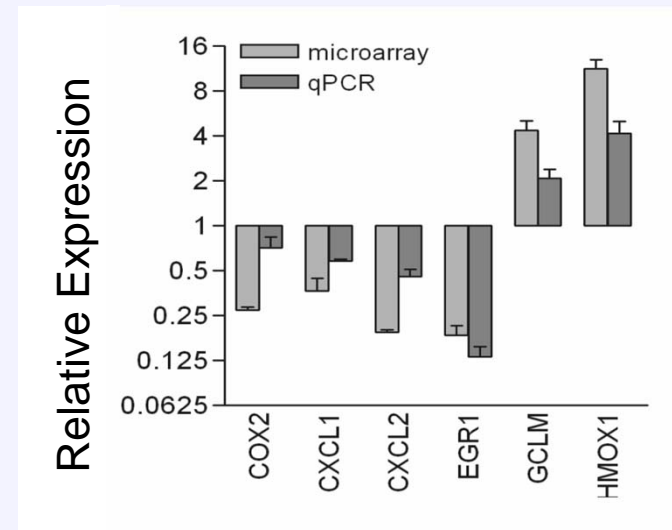 Relative Expression
16
8
4
2
1
0.5
0.25
0.125
0.0625
microarray
qPCR
COX2
CXCL1
CXCL2
EGR1
GCLM
HMOX1